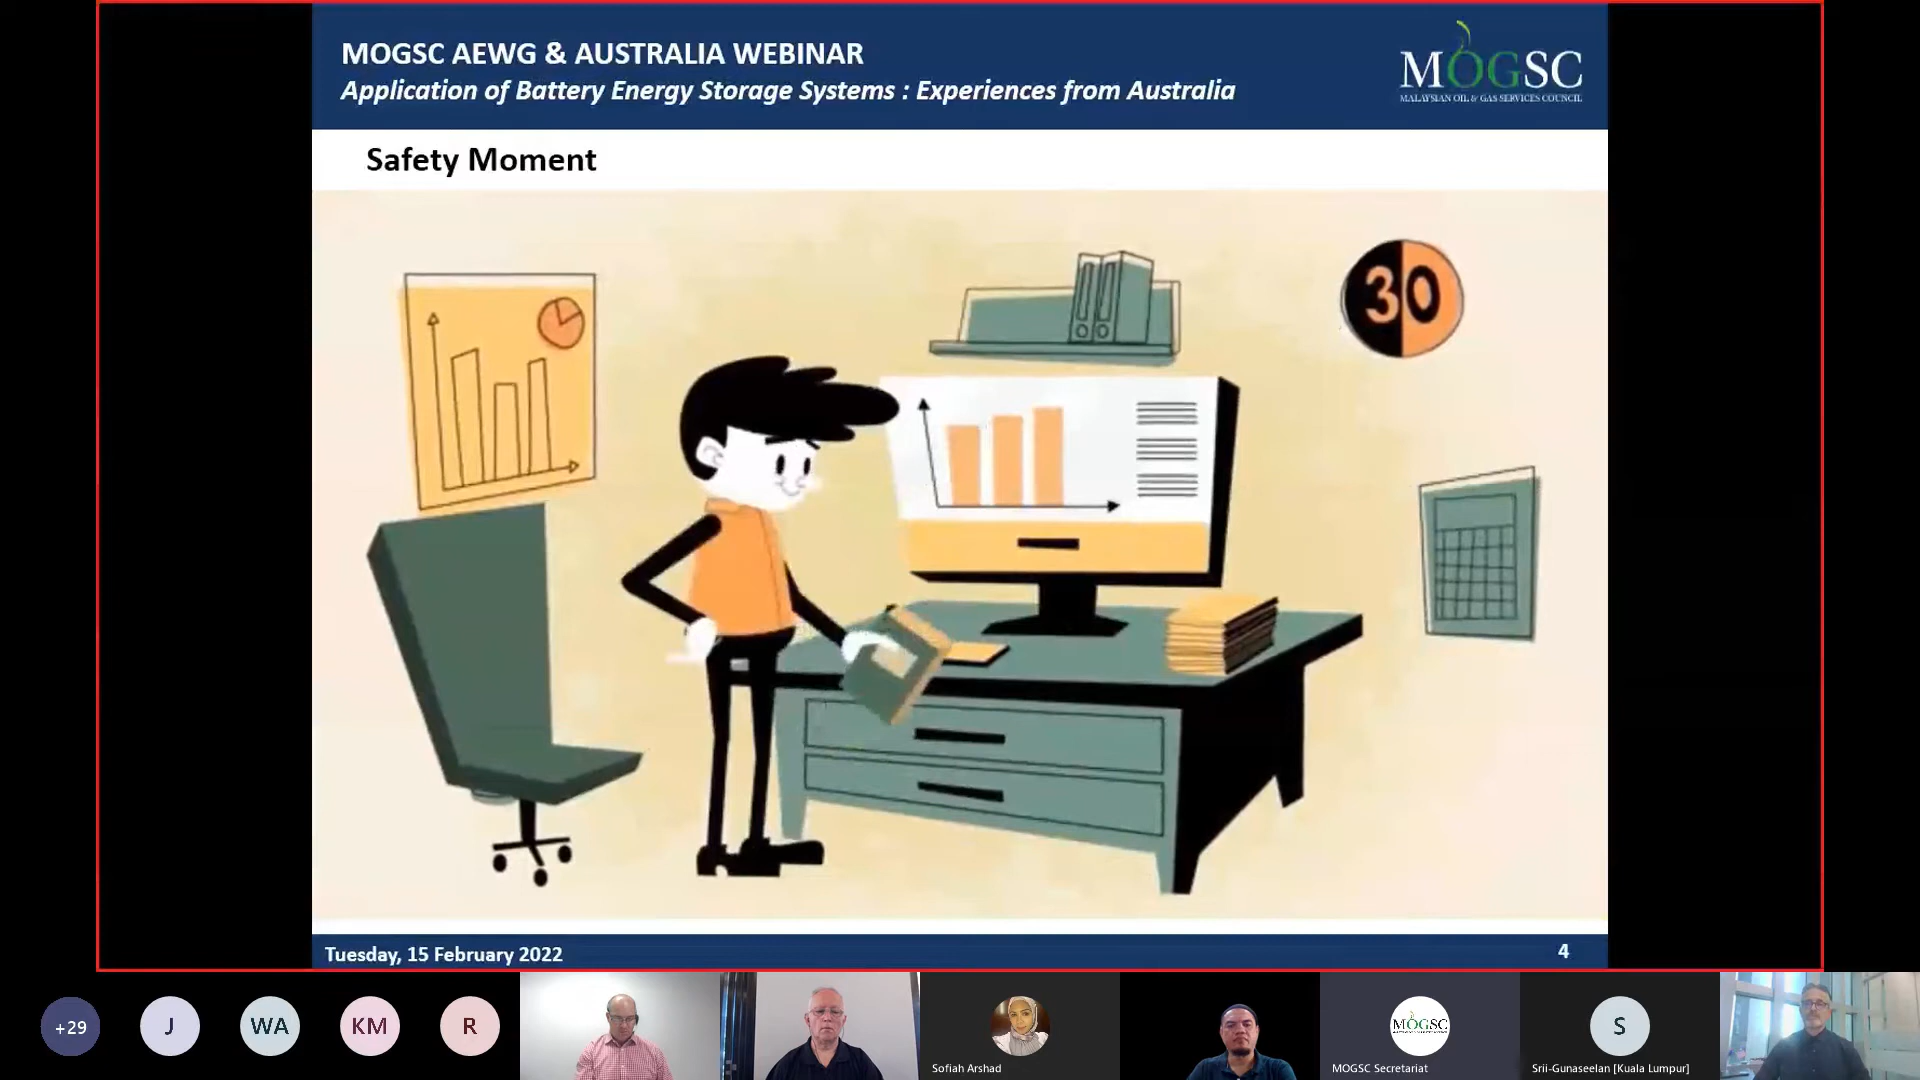 MOGSC AEWG & AUSTRALIA WEBINAR
Application of Battery Energy Storage Systems : Experiences from Australia
MOGSC
MALAYSIAN OIL & GAS SERVICES COUNCIL
Safety Moment
30
Tuesday, 15 February 2022
4
+29
J
WA
KM
R
Sofiah Arshad
MOGSC
MOGSC Secretariat
S
Srii-Gunaseelan [Kuala Lumpur]